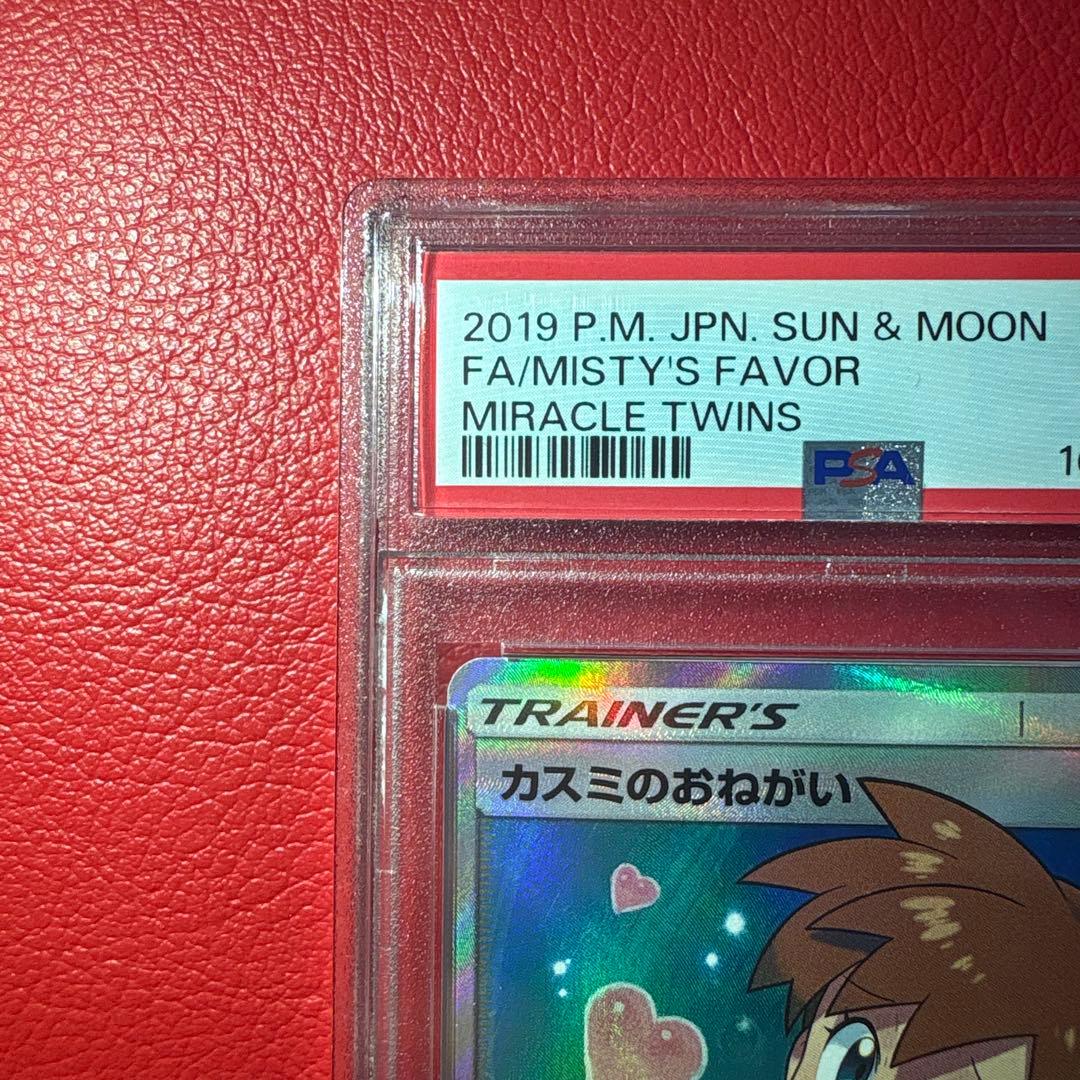 2019 P.M. JPN. SUN & MOON
FA/MISTY'S FAVOR
MIRACLE TWINS
PSA
TRAINER'S
カスミのおねがい